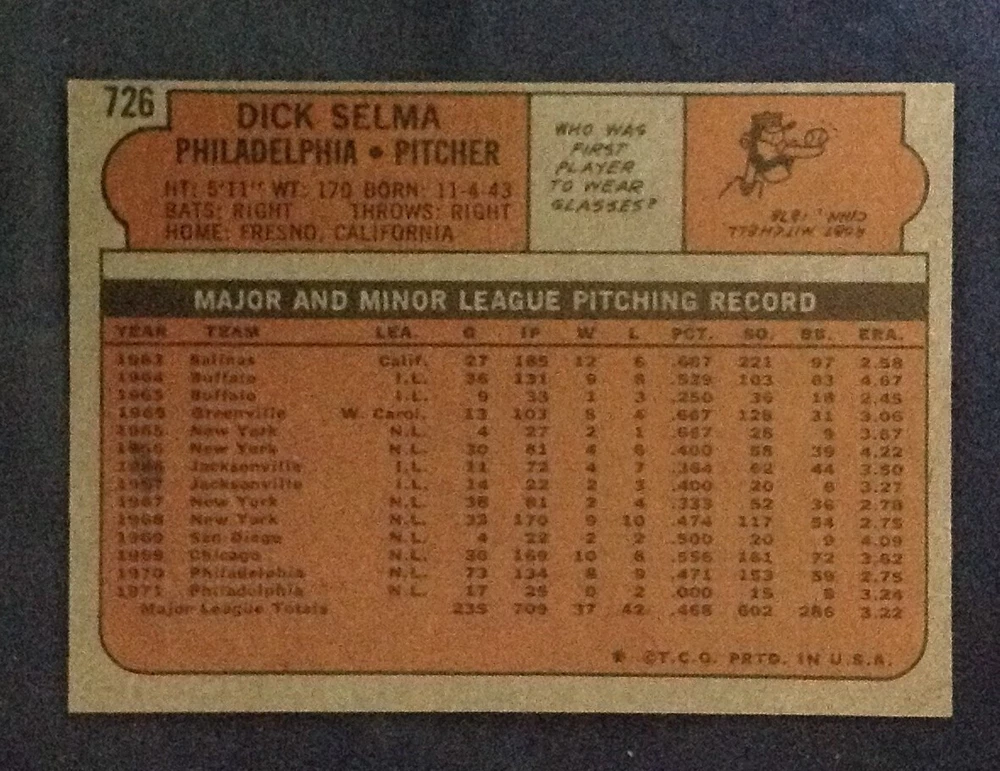 726
DICK SELMA
PHILADELPHIA • PITCHER
HT: 5'11" WT: 170 BORN: 11-4-43
BATS: RIGHT THROWS: RIGHT
HOME: FRESNO, CALIFORNIA
WHO WAS
FIRST
PLAYER
TO WEAR
GLASSES?
BOBY MITCHELL
CINN., 1878
MAJOR AND MINOR LEAGUE PITCHING RECORD
YEAR TEAM LEA. G IP W L PCT. SO. BB. ERA.
1963 Salinas Calif. 27 185 12 6 .667 221 97 2.58
1964 Buffalo I.L. 36 131 9 8 .529 103 63 4.67
1965 Buffalo I.L. 9 33 1 3 .250 36 18 2.45
1965 Greenville W. Carol. 13 103 8 4 .667 128 31 3.06
1965 New York N.L. 4 27 2 1 .667 26 9 3.67
1966 New York N.L. 30 81 4 6 .400 58 39 4.22
1966 Jacksonville I.L. 11 72 4 7 .364 62 44 3.50
1967 Jacksonville I.L. 14 22 2 3 .400 20 6 3.27
1967 New York N.L. 38 81 2 4 .333 52 36 2.78
1968 New York N.L. 33 170 9 10 .474 117 54 2.75
1969 San Diego N.L. 4 22 2 2 .500 20 9 4.09
1969 Chicago N.L. 36 169 10 8 .556 161 72 3.62
1970 Philadelphia N.L. 73 134 8 9 .471 153 59 2.75
1971 Philadelphia N.L. 17 25 0 2 .000 15 8 3.24
Major League Totals 235 709 37 42 .468 602 286 3.22
* ©T.C.G. PRTD. IN U.S.A.